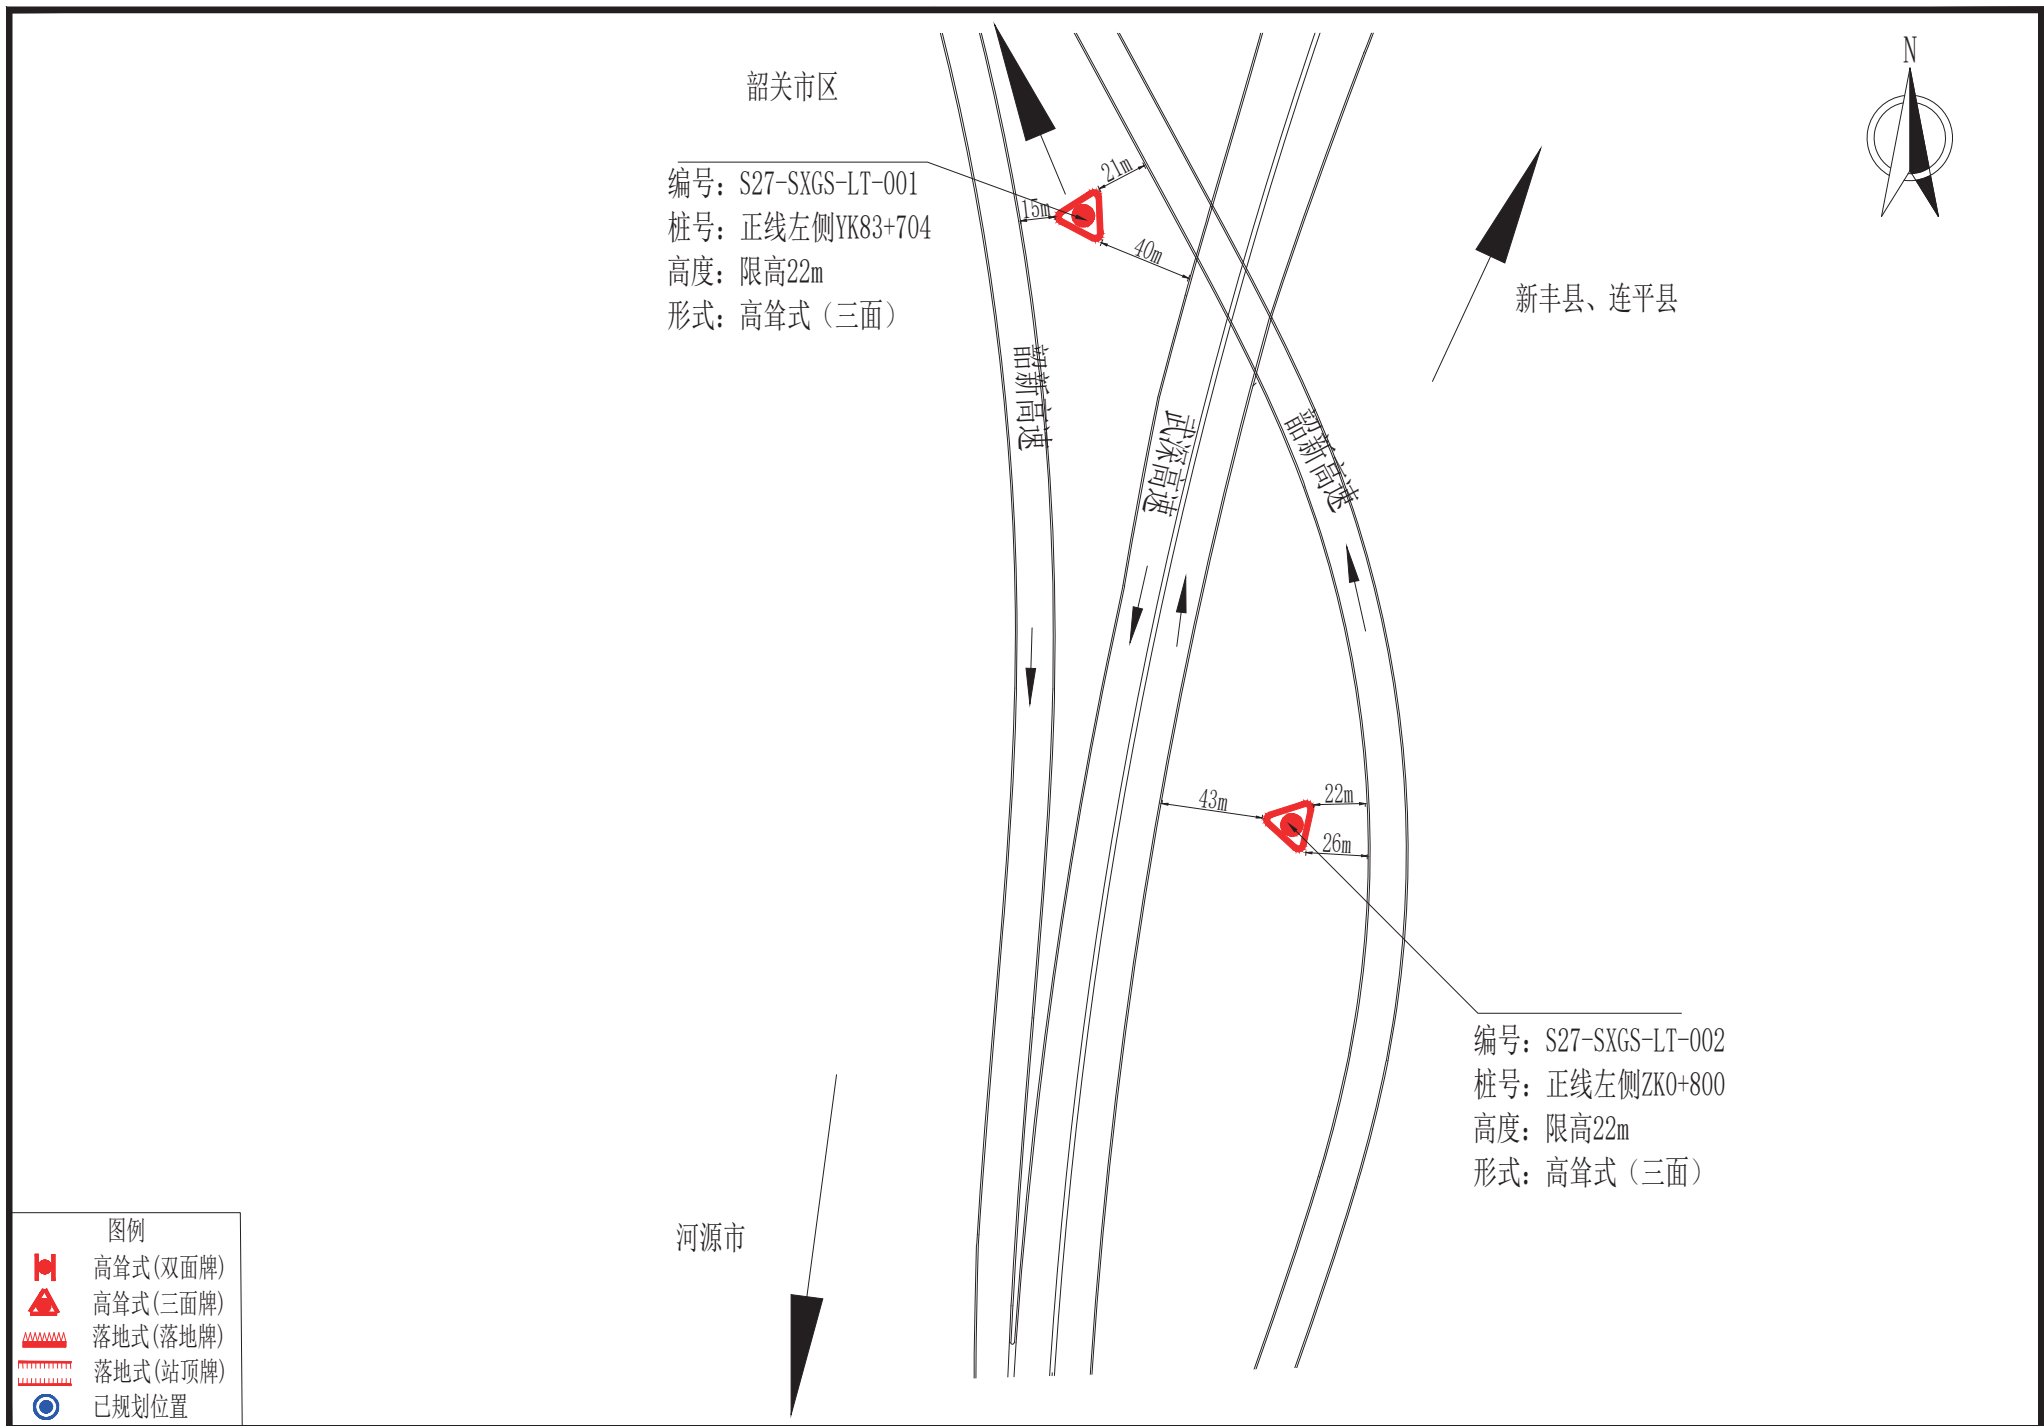 N
韶关市区
编号：S27-SXGS-LT-001
桩号：正线左侧YK83+704
高度：限高22m
形式：高耸式（三面）
21m
15m
40m
新丰县、连平县
韶新高速
武深高速
韶新高速
43m
22m
26m
编号：S27-SXGS-LT-002
桩号：正线左侧ZK0+800
高度：限高22m
形式：高耸式（三面）
河源市
图例
高耸式(双面牌)
高耸式(三面牌)
落地式(落地牌)
落地式(站顶牌)
已规划位置